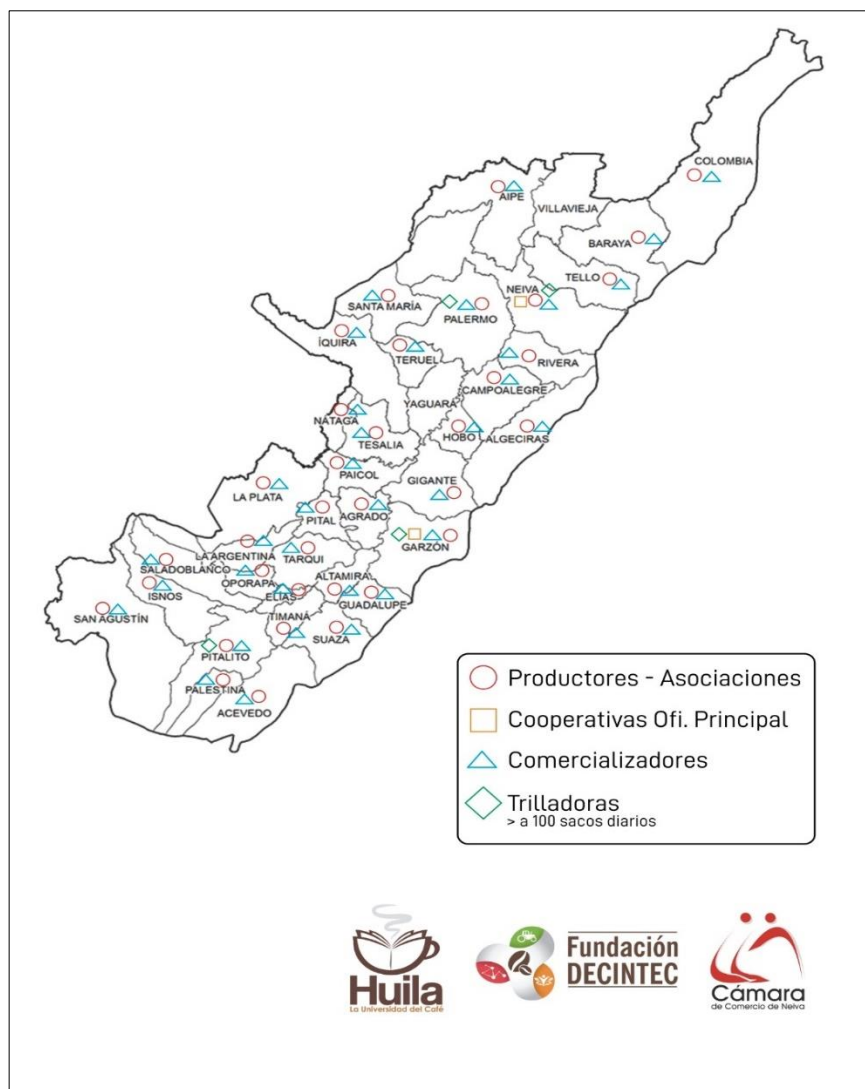 COLOMBIA
AIPE
VILLAVIEJA
BARAYA
TELLO
NEIVA
SANTA MARÍA
PALERMO
ÍQUIRA
TERUEL
RIVERA
CAMPOALEGRE
YAGUARÁ
NÁTAGA
HOBO
ALGECIRAS
TESALIA
PAICOL
GIGANTE
LA PLATA
PITAL
AGRADO
GARZÓN
LA ARGENTINA
TARQUI
SALADOBLANCO
OPORAPA
ALTAMIRA
ELÍAS
GUADALUPE
ISNOS
SAN AGUSTÍN
TIMANÁ
SUAZA
PITALITO
PALESTINA
ACEVEDO
Productores - Asociaciones
Cooperativas Ofi. Principal
Comercializadores
Trilladoras
> a 100 sacos diarios
Huila
La Universidad del Café
Fundación
DECINTEC
Cámara
de Comercio de Neiva